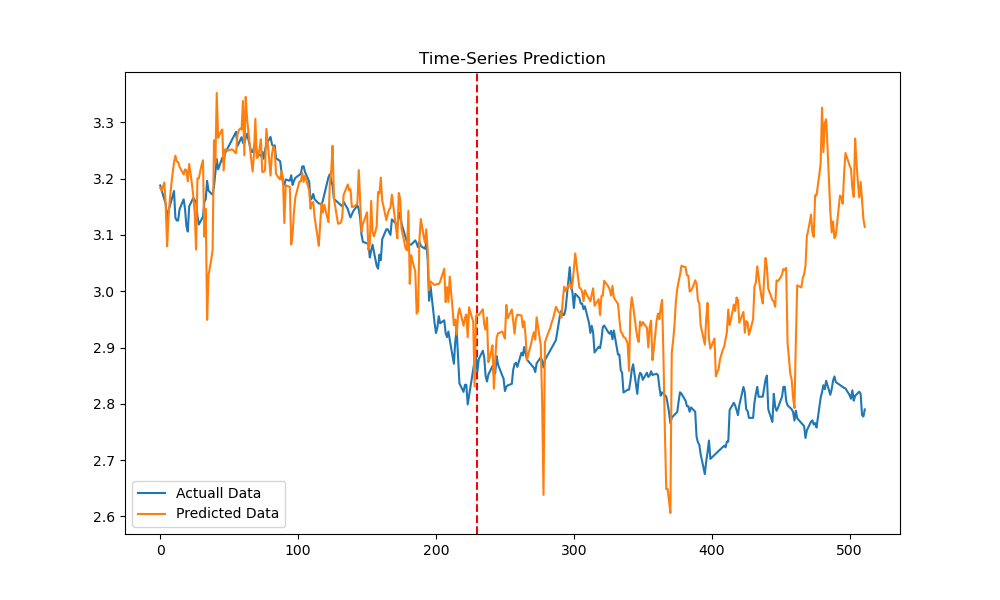 Time-Series Prediction
3.3
3.2
3.1
3.0
2.9
2.8
2.7
2.6
Actuall Data
Predicted Data
0 100 200 300 400 500